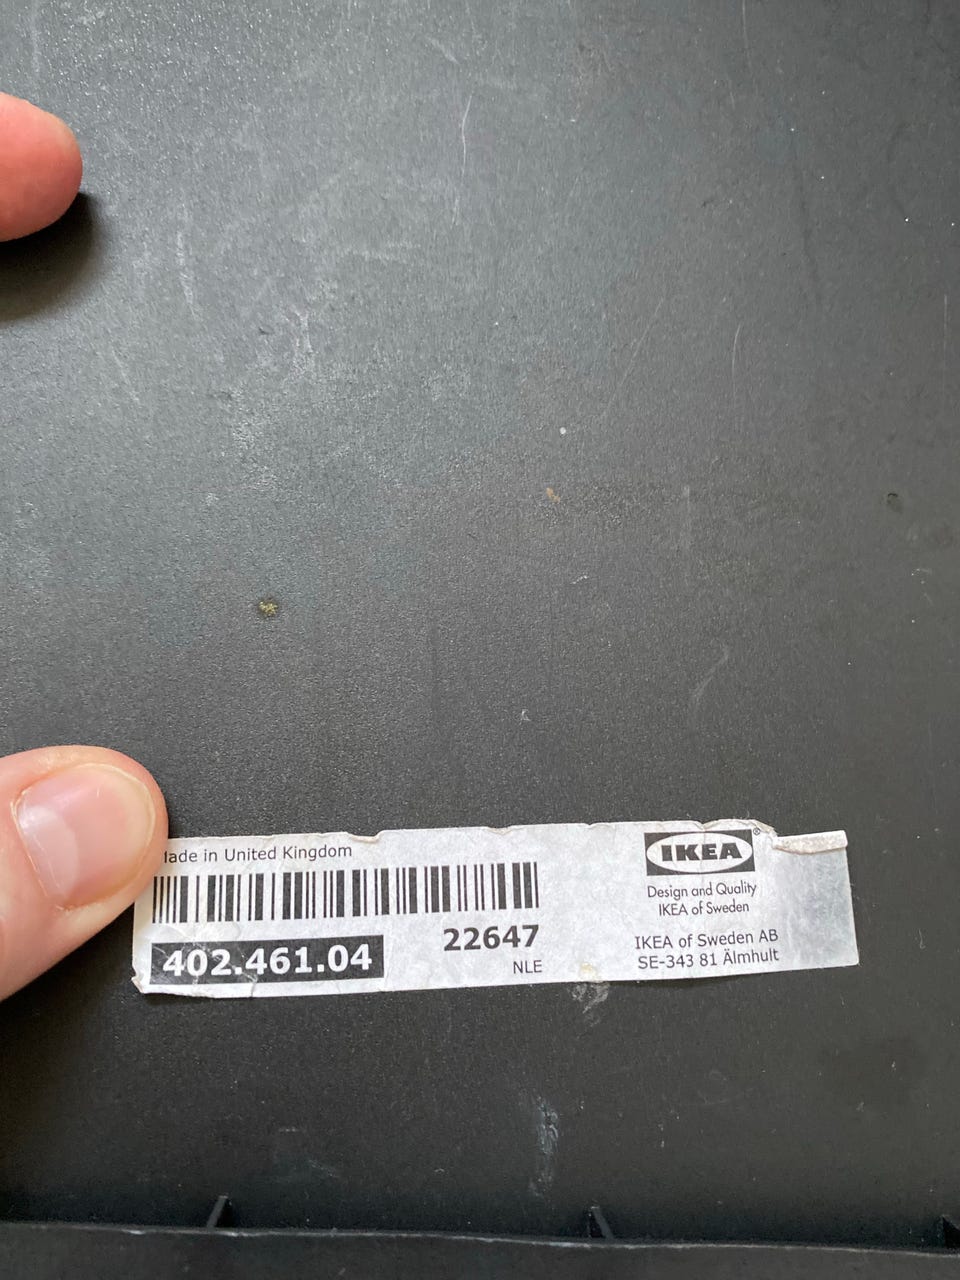 Made in United Kingdom
402.461.04
22647
NLE
IKEA®
Design and Quality
IKEA of Sweden
IKEA of Sweden AB
SE-343 81 Älmhult